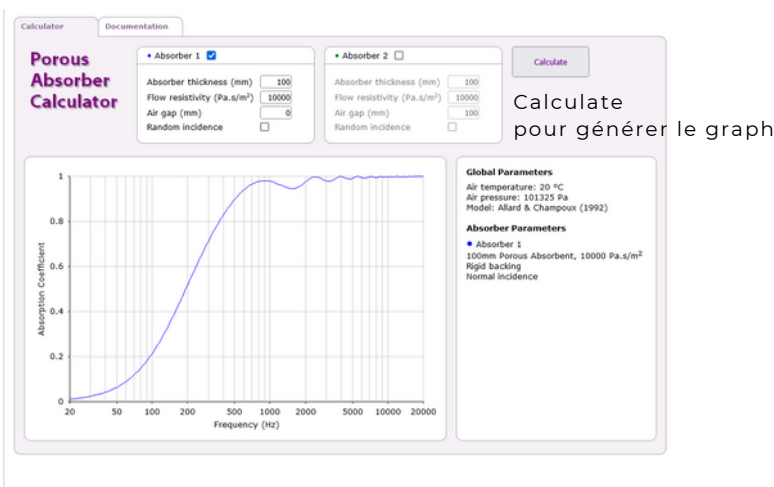 Calculator
Documentation
Porous
Absorber
Calculator
• Absorber 1
Absorber thickness (mm) 100
Flow resistivity (Pa.s/m²) 10000
Air gap (mm) 0
Random incidence
• Absorber 2
Absorber thickness (mm) 100
Flow resistivity (Pa.s/m²) 10000
Air gap (mm) 100
Random incidence
Calculate
Calculate
pour générer le graph
1
0.8
0.6
0.4
0.2
0
Absorption Coefficient
20 50 100 200 500 1000 2000 5000 10000 20000
Frequency (Hz)
Global Parameters
Air temperature: 20 ºC
Air pressure: 101325 Pa
Model: Allard & Champoux (1992)
Absorber Parameters
• Absorber 1
100mm Porous Absorbent, 10000 Pa.s/m²
Rigid backing
Normal incidence